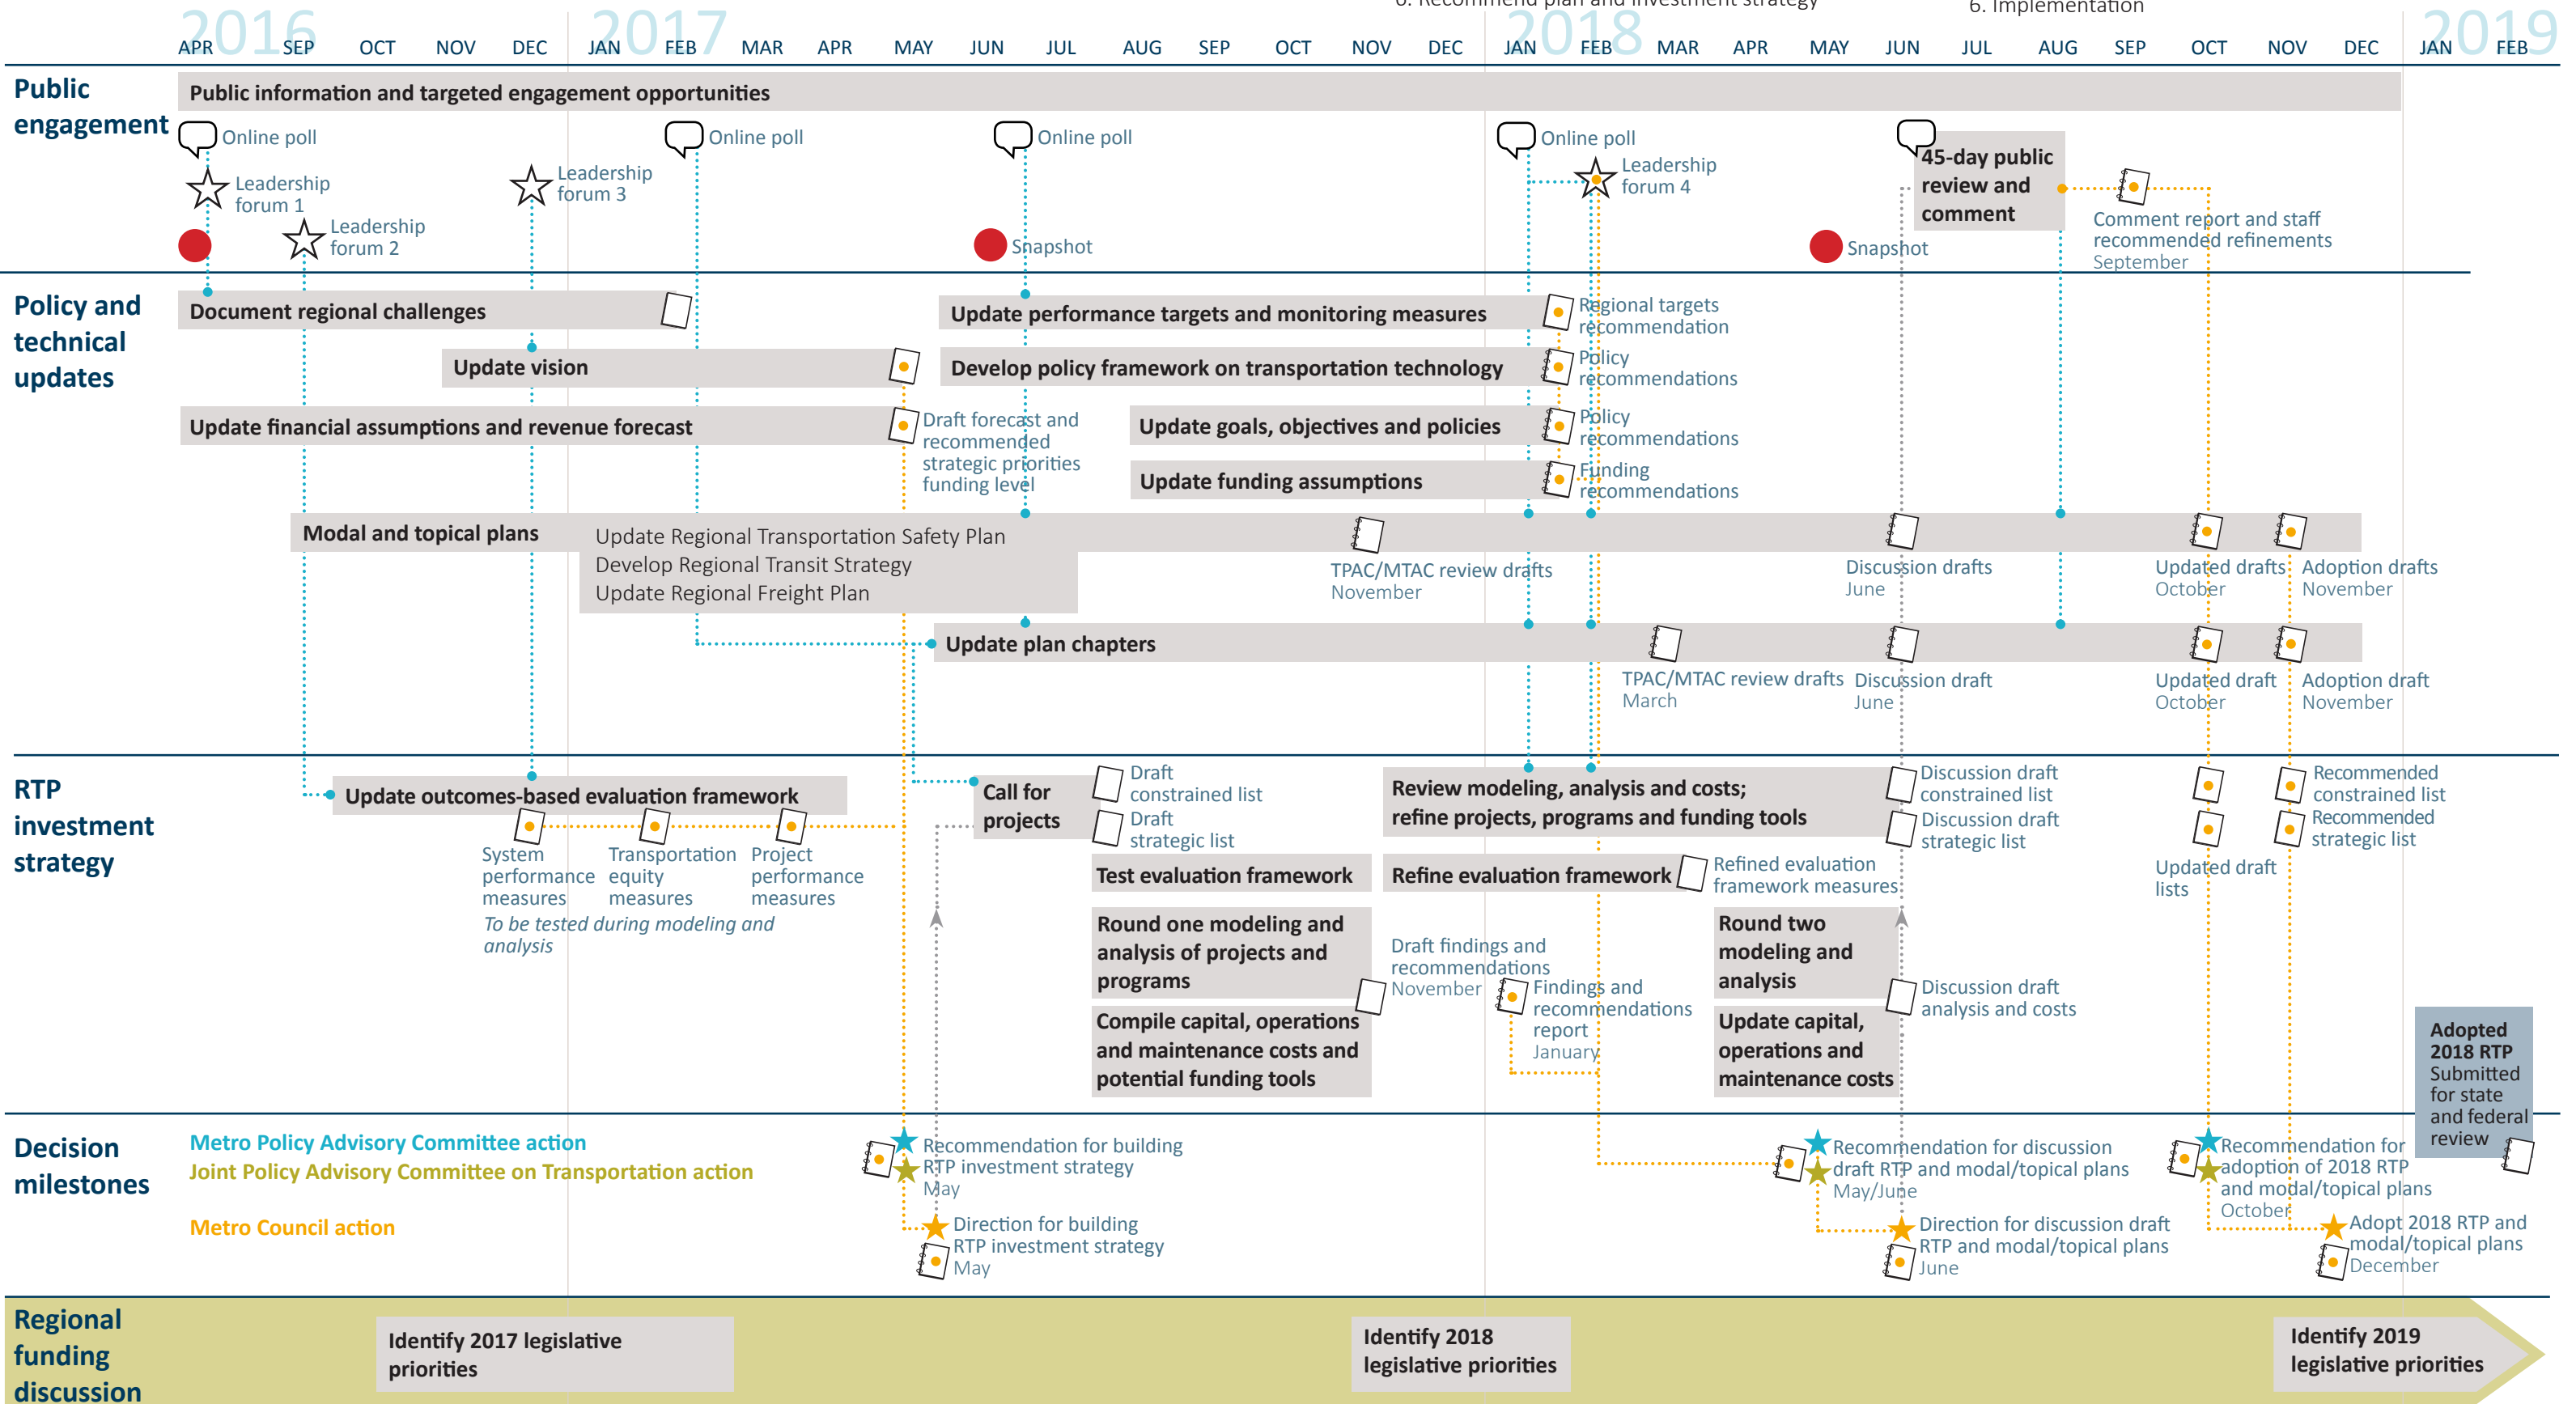 6. Recommend plan and investment strategy
6. Implementation
2016 2017 2018 2019
APR SEP OCT NOV DEC JAN FEB MAR APR MAY JUN JUL AUG SEP OCT NOV DEC JAN FEB MAR APR MAY JUN JUL AUG SEP OCT NOV DEC JAN FEB
Public
engagement
Public information and targeted engagement opportunities
Online poll
Online poll
Online poll
Online poll
Leadership
forum 1
Leadership
forum 2
Leadership
forum 3
Leadership
forum 4
Snapshot
Snapshot
45-day public
review and
comment
Comment report and staff
recommended refinements
September
Policy and
technical
updates
Document regional challenges
Update vision
Update financial assumptions and revenue forecast
Draft forecast and
recommended
strategic priorities
funding level
Update performance targets and monitoring measures
Regional targets
recommendation
Develop policy framework on transportation technology
Policy
recommendations
Update goals, objectives and policies
Policy
recommendations
Update funding assumptions
Funding
recommendations
Modal and topical plans
Update Regional Transportation Safety Plan
Develop Regional Transit Strategy
Update Regional Freight Plan
TPAC/MTAC review drafts
November
Discussion drafts
June
Updated drafts
October
Adoption drafts
November
Update plan chapters
TPAC/MTAC review drafts
March
Discussion draft
June
Updated draft
October
Adoption draft
November
RTP
investment
strategy
Update outcomes-based evaluation framework
System
performance
measures
Transportation
equity
measures
Project
performance
measures
To be tested during modeling and
analysis
Call for
projects
Draft
constrained list
Draft
strategic list
Test evaluation framework
Round one modeling and
analysis of projects and
programs
Compile capital, operations
and maintenance costs and
potential funding tools
Draft findings and
recommendations
November
Review modeling, analysis and costs;
refine projects, programs and funding tools
Refine evaluation framework
Refined evaluation
framework measures
Findings and
recommendations
report
January
Round two
modeling and
analysis
Update capital,
operations and
maintenance costs
Discussion draft
constrained list
Discussion draft
strategic list
Discussion draft
analysis and costs
Updated draft
lists
Recommended
constrained list
Recommended
strategic list
Adopted
2018 RTP
Submitted
for state
and federal
review
Decision
milestones
Metro Policy Advisory Committee action
Joint Policy Advisory Committee on Transportation action
Metro Council action
Recommendation for building
RTP investment strategy
May
Direction for building
RTP investment strategy
May
Recommendation for discussion
draft RTP and modal/topical plans
May/June
Direction for discussion draft
RTP and modal/topical plans
June
Recommendation for
adoption of 2018 RTP
and modal/topical plans
October
Adopt 2018 RTP and
modal/topical plans
December
Regional
funding
discussion
Identify 2017 legislative
priorities
Identify 2018
legislative priorities
Identify 2019
legislative priorities